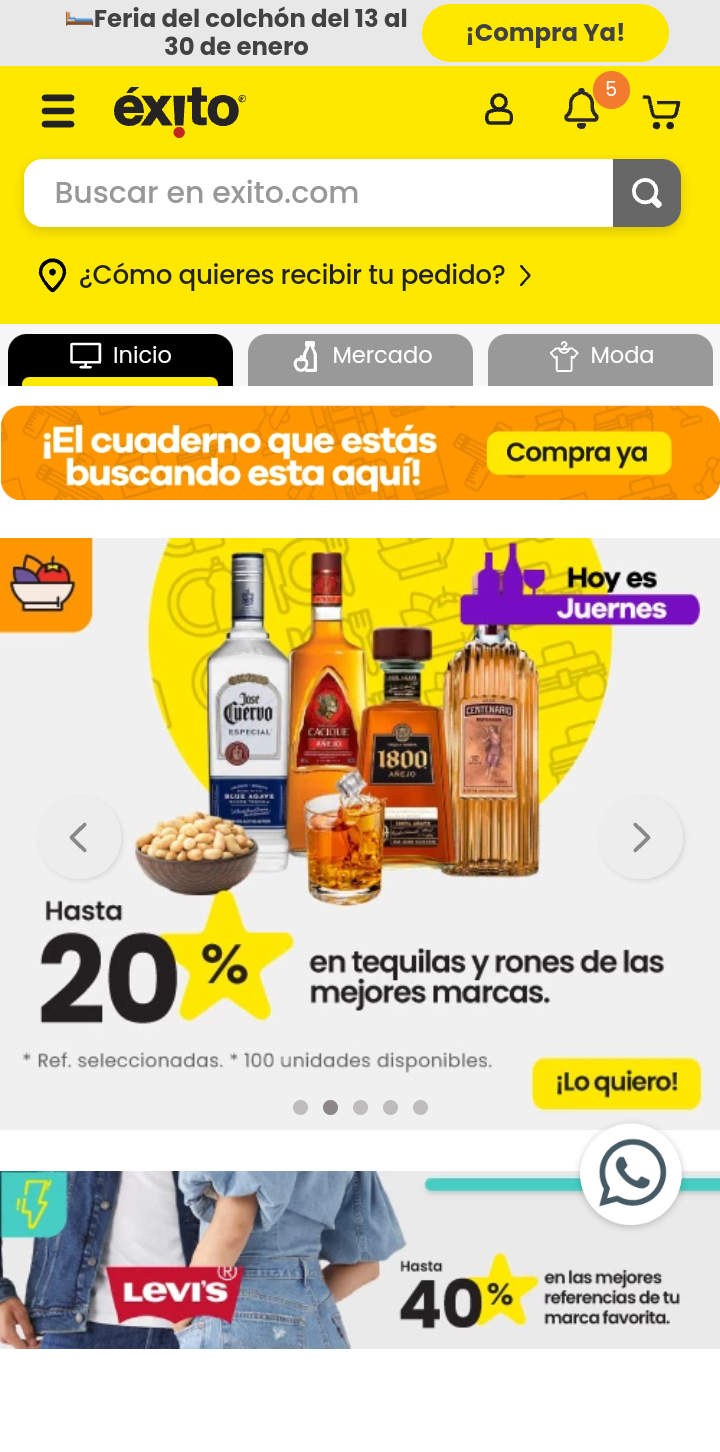 Feria del colchón del 13 al
30 de enero
¡Compra Ya!
éxito®
5
Buscar en exito.com
¿Cómo quieres recibir tu pedido?
Inicio
Mercado
Moda
¡El cuaderno que estás
buscando esta aquí!
Compra ya
Hoy es
Juernes
Jose
Cuervo
ESPECIAL
BLUE AGAVE
CACIQUE
AÑEJO
1800
AÑEJO
CENTENARIO
Hasta
20%
en tequilas y rones de las
mejores marcas.
* Ref. seleccionadas. * 100 unidades disponibles.
¡Lo quiero!
LEVI'S®
Hasta
40%
en las mejores
referencias de tu
marca favorita.